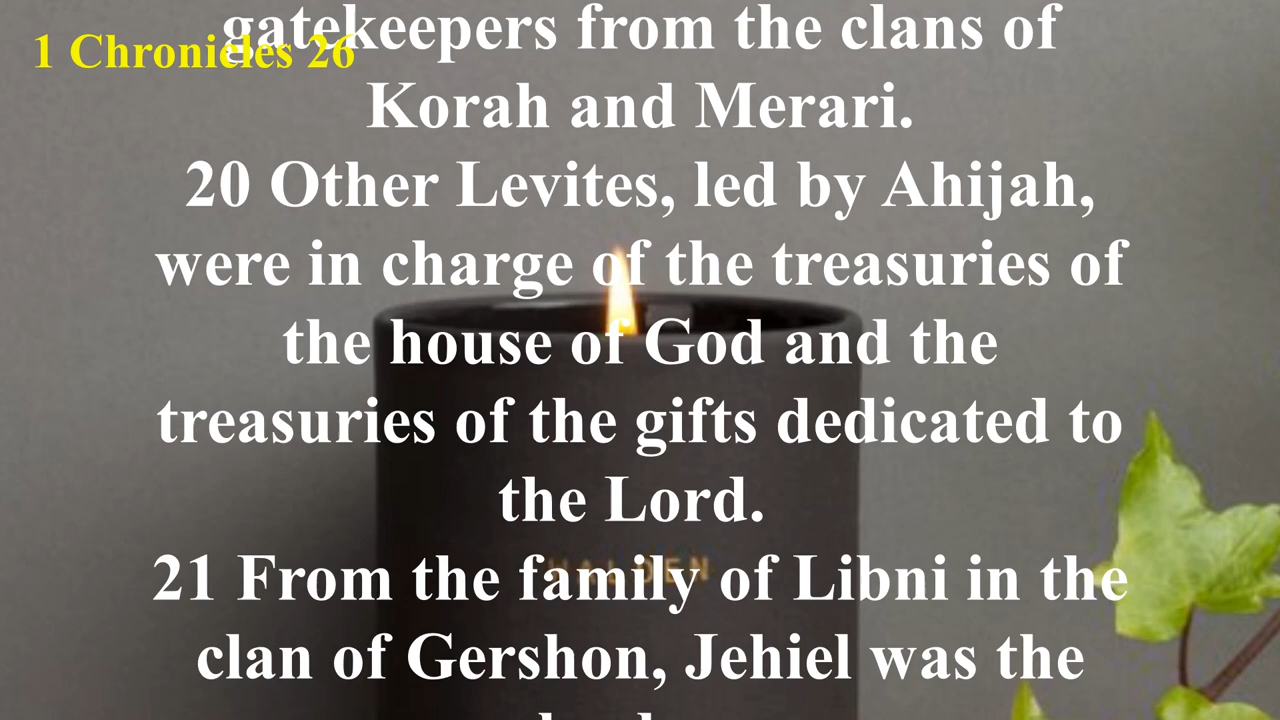 gatekeepers from the clans of
1 Chronicles 26
Korah and Merari.
20 Other Levites, led by Ahijah,
were in charge of the treasuries of
the house of God and the
treasuries of the gifts dedicated to
the Lord.
21 From the family of Libni in the
clan of Gershon, Jehiel was the